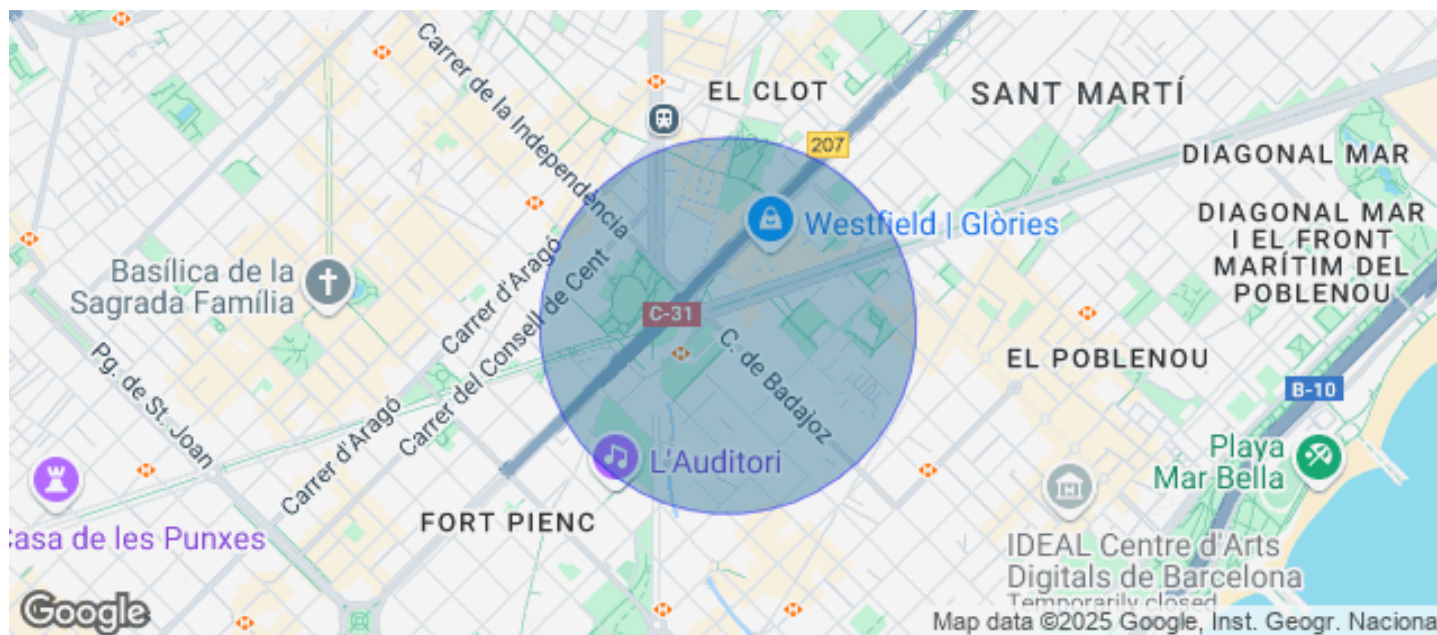 Carrer de la Independència
EL CLOT
SANT MARTÍ
207
DIAGONAL MAR
Westfield | Glòries
DIAGONAL MAR
I EL FRONT
MARÍTIM DEL
POBLENOU
Basílica de la
Sagrada Família
Carrer d'Aragó
Carrer del Consell de Cent
C-31
C. de Badajoz
EL POBLENOU
Pg. de St. Joan
B-10
Carrer d'Aragó
L'Auditori
Playa
Mar Bella
FORT PIENC
Casa de les Punxes
IDEAL Centre d'Arts
Digitals de Barcelona
Temporarily closed
Google
Map data ©2025 Google, Inst. Geogr. Naciona